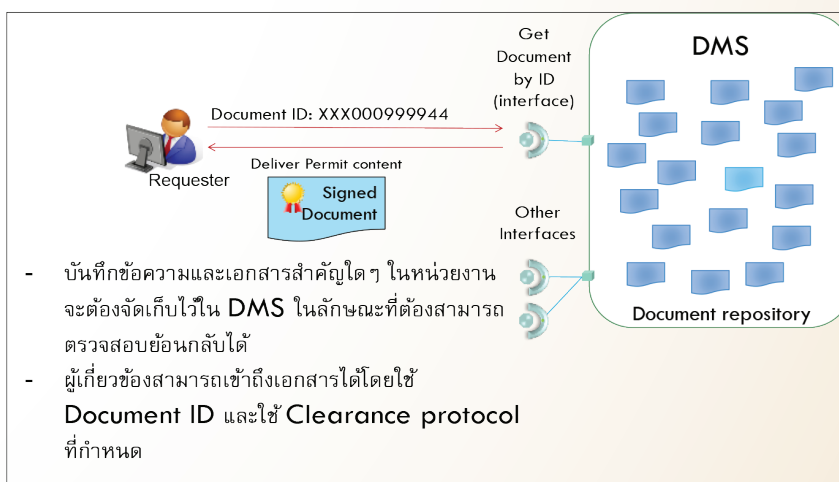 Get
Document
by ID
(interface)
DMS
Document ID: XXX000999944
Deliver Permit content
Requester
Signed
Document
Other
Interfaces
Document repository
- บันทึกข้อความและเอกสารสำคัญใดๆ ในหน่วยงาน
จะต้องจัดเก็บไว้ใน DMS ในลักษณะที่ต้องสามารถ
ตรวจสอบย้อนกลับได้
- ผู้เกี่ยวข้องสามารถเข้าถึงเอกสารได้โดยใช้
Document ID และใช้ Clearance protocol
ที่กำหนด